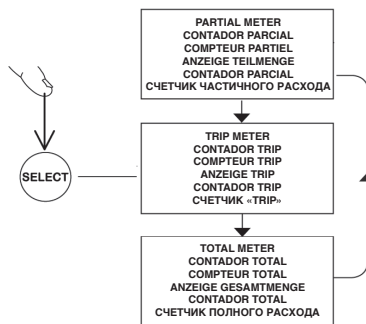 PARTIAL METER
CONTADOR PARCIAL
COMPTEUR PARTIEL
ANZEIGE TEILMENGE
CONTADOR PARCIAL
СЧЕТЧИК ЧАСТИЧНОГО РАСХОДА
SELECT
TRIP METER
CONTADOR TRIP
COMPTEUR TRIP
ANZEIGE TRIP
CONTADOR TRIP
СЧЕТЧИК «TRIP»
TOTAL METER
CONTADOR TOTAL
COMPTEUR TOTAL
ANZEIGE GESAMTMENGE
CONTADOR TOTAL
СЧЕТЧИК ПОЛНОГО РАСХОДА